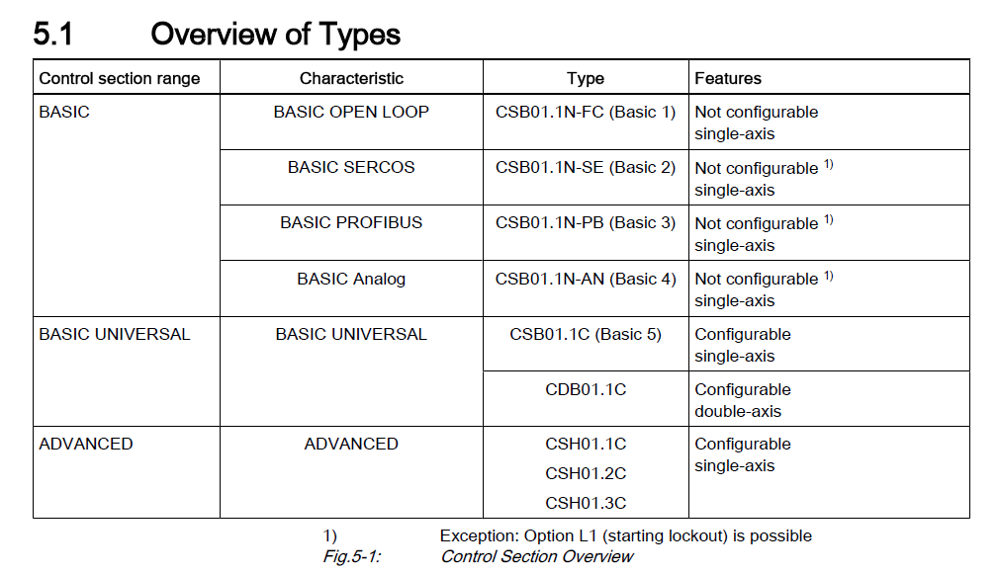 5.1 Overview of Types
Control section range Characteristic Type Features
BASIC BASIC OPEN LOOP CSB01.1N-FC (Basic 1) Not configurable
single-axis
BASIC SERCOS CSB01.1N-SE (Basic 2) Not configurable 1)
single-axis
BASIC PROFIBUS CSB01.1N-PB (Basic 3) Not configurable 1)
single-axis
BASIC Analog CSB01.1N-AN (Basic 4) Not configurable 1)
single-axis
BASIC UNIVERSAL BASIC UNIVERSAL CSB01.1C (Basic 5) Configurable
single-axis
CDB01.1C Configurable
double-axis
ADVANCED ADVANCED CSH01.1C Configurable
single-axis
CSH01.2C
CSH01.3C
1) Exception: Option L1 (starting lockout) is possible
Fig.5-1: Control Section Overview